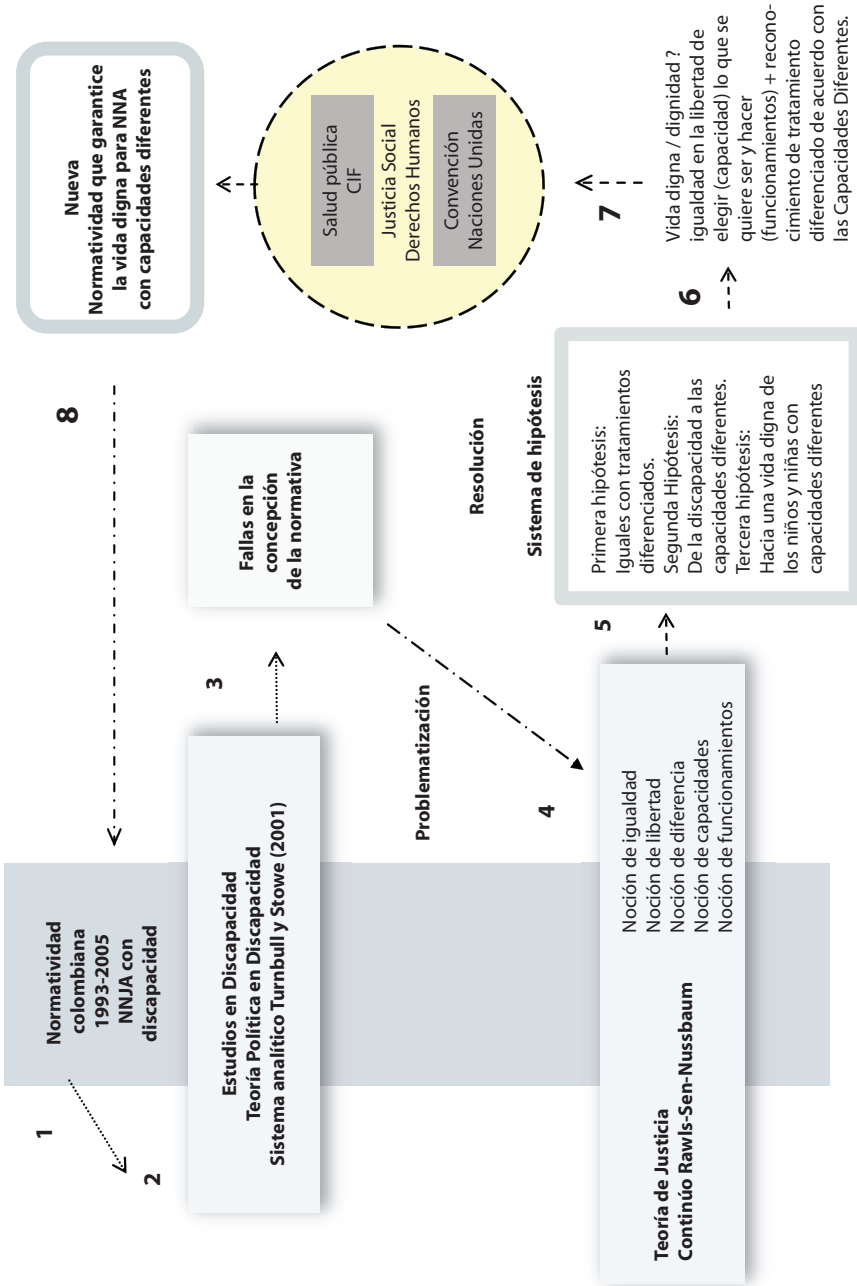 1
Normatividad
colombiana
1993-2005
NNJA con
discapacidad
8
Nueva
Normatividad que garantice
la vida digna para NNA
con capacidades diferentes
2
Estudios en Discapacidad
Teoría Política en Discapacidad
Sistema analítico Turnbull y Stowe (2001)
3
Fallas en la
concepción
de la normativa
Salud pública
CIF
Justicia Social
Derechos Humanos
Convención
Naciones Unidas
Problematización
Resolución
4
Sistema de hipótesis
7
Teoría de Justicia
Continúo Rawls-Sen-Nussbaum
Noción de igualdad
Noción de libertad
Noción de diferencia
Noción de capacidades
Noción de funcionamientos
5
Primera hipótesis:
Iguales con tratamientos
diferenciados.
Segunda Hipótesis:
De la discapacidad a las
capacidades diferentes.
Tercera hipótesis:
Hacia una vida digna de
los niños y niñas con
capacidades diferentes
6
Vida digna / dignidad ?
igualdad en la libertad de
elegir (capacidad) lo que se
quiere ser y hacer
(funcionamientos) + recono-
cimiento de tratamiento
diferenciado de acuerdo con
las Capacidades Diferentes.